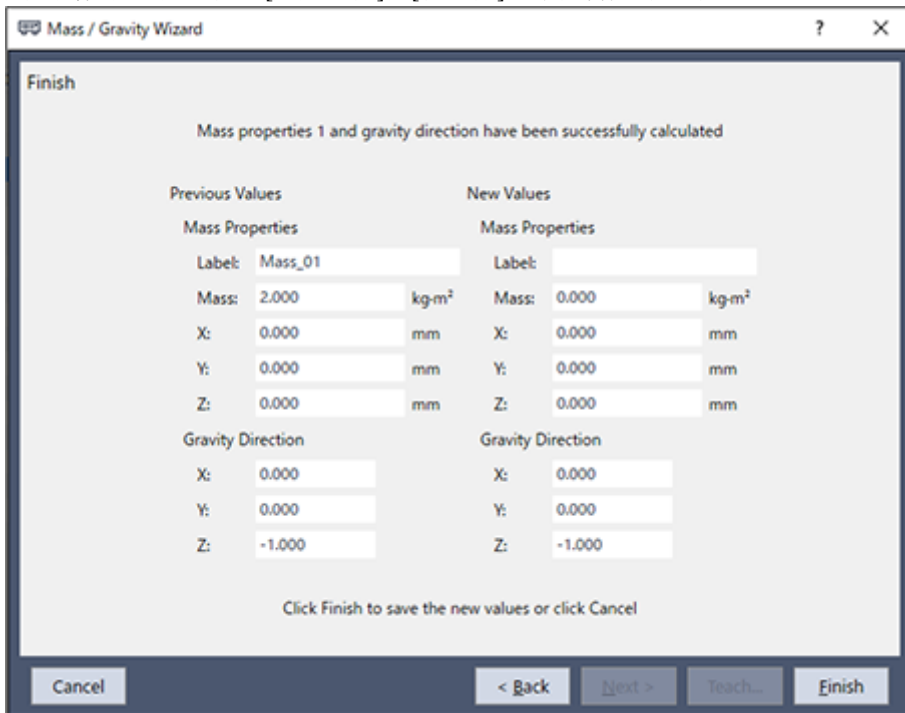 Mass / Gravity Wizard ? ×
Finish
Mass properties 1 and gravity direction have been successfully calculated
Previous Values New Values
Mass Properties Mass Properties
Label: Mass_01 Label:
Mass: 2.000 kg·m² Mass: 0.000 kg·m²
X: 0.000 mm X: 0.000 mm
Y: 0.000 mm Y: 0.000 mm
Z: 0.000 mm Z: 0.000 mm
Gravity Direction Gravity Direction
X: 0.000 X: 0.000
Y: 0.000 Y: 0.000
Z: -1.000 Z: -1.000
Click Finish to save the new values or click Cancel
Cancel < Back Next > Teach... Finish